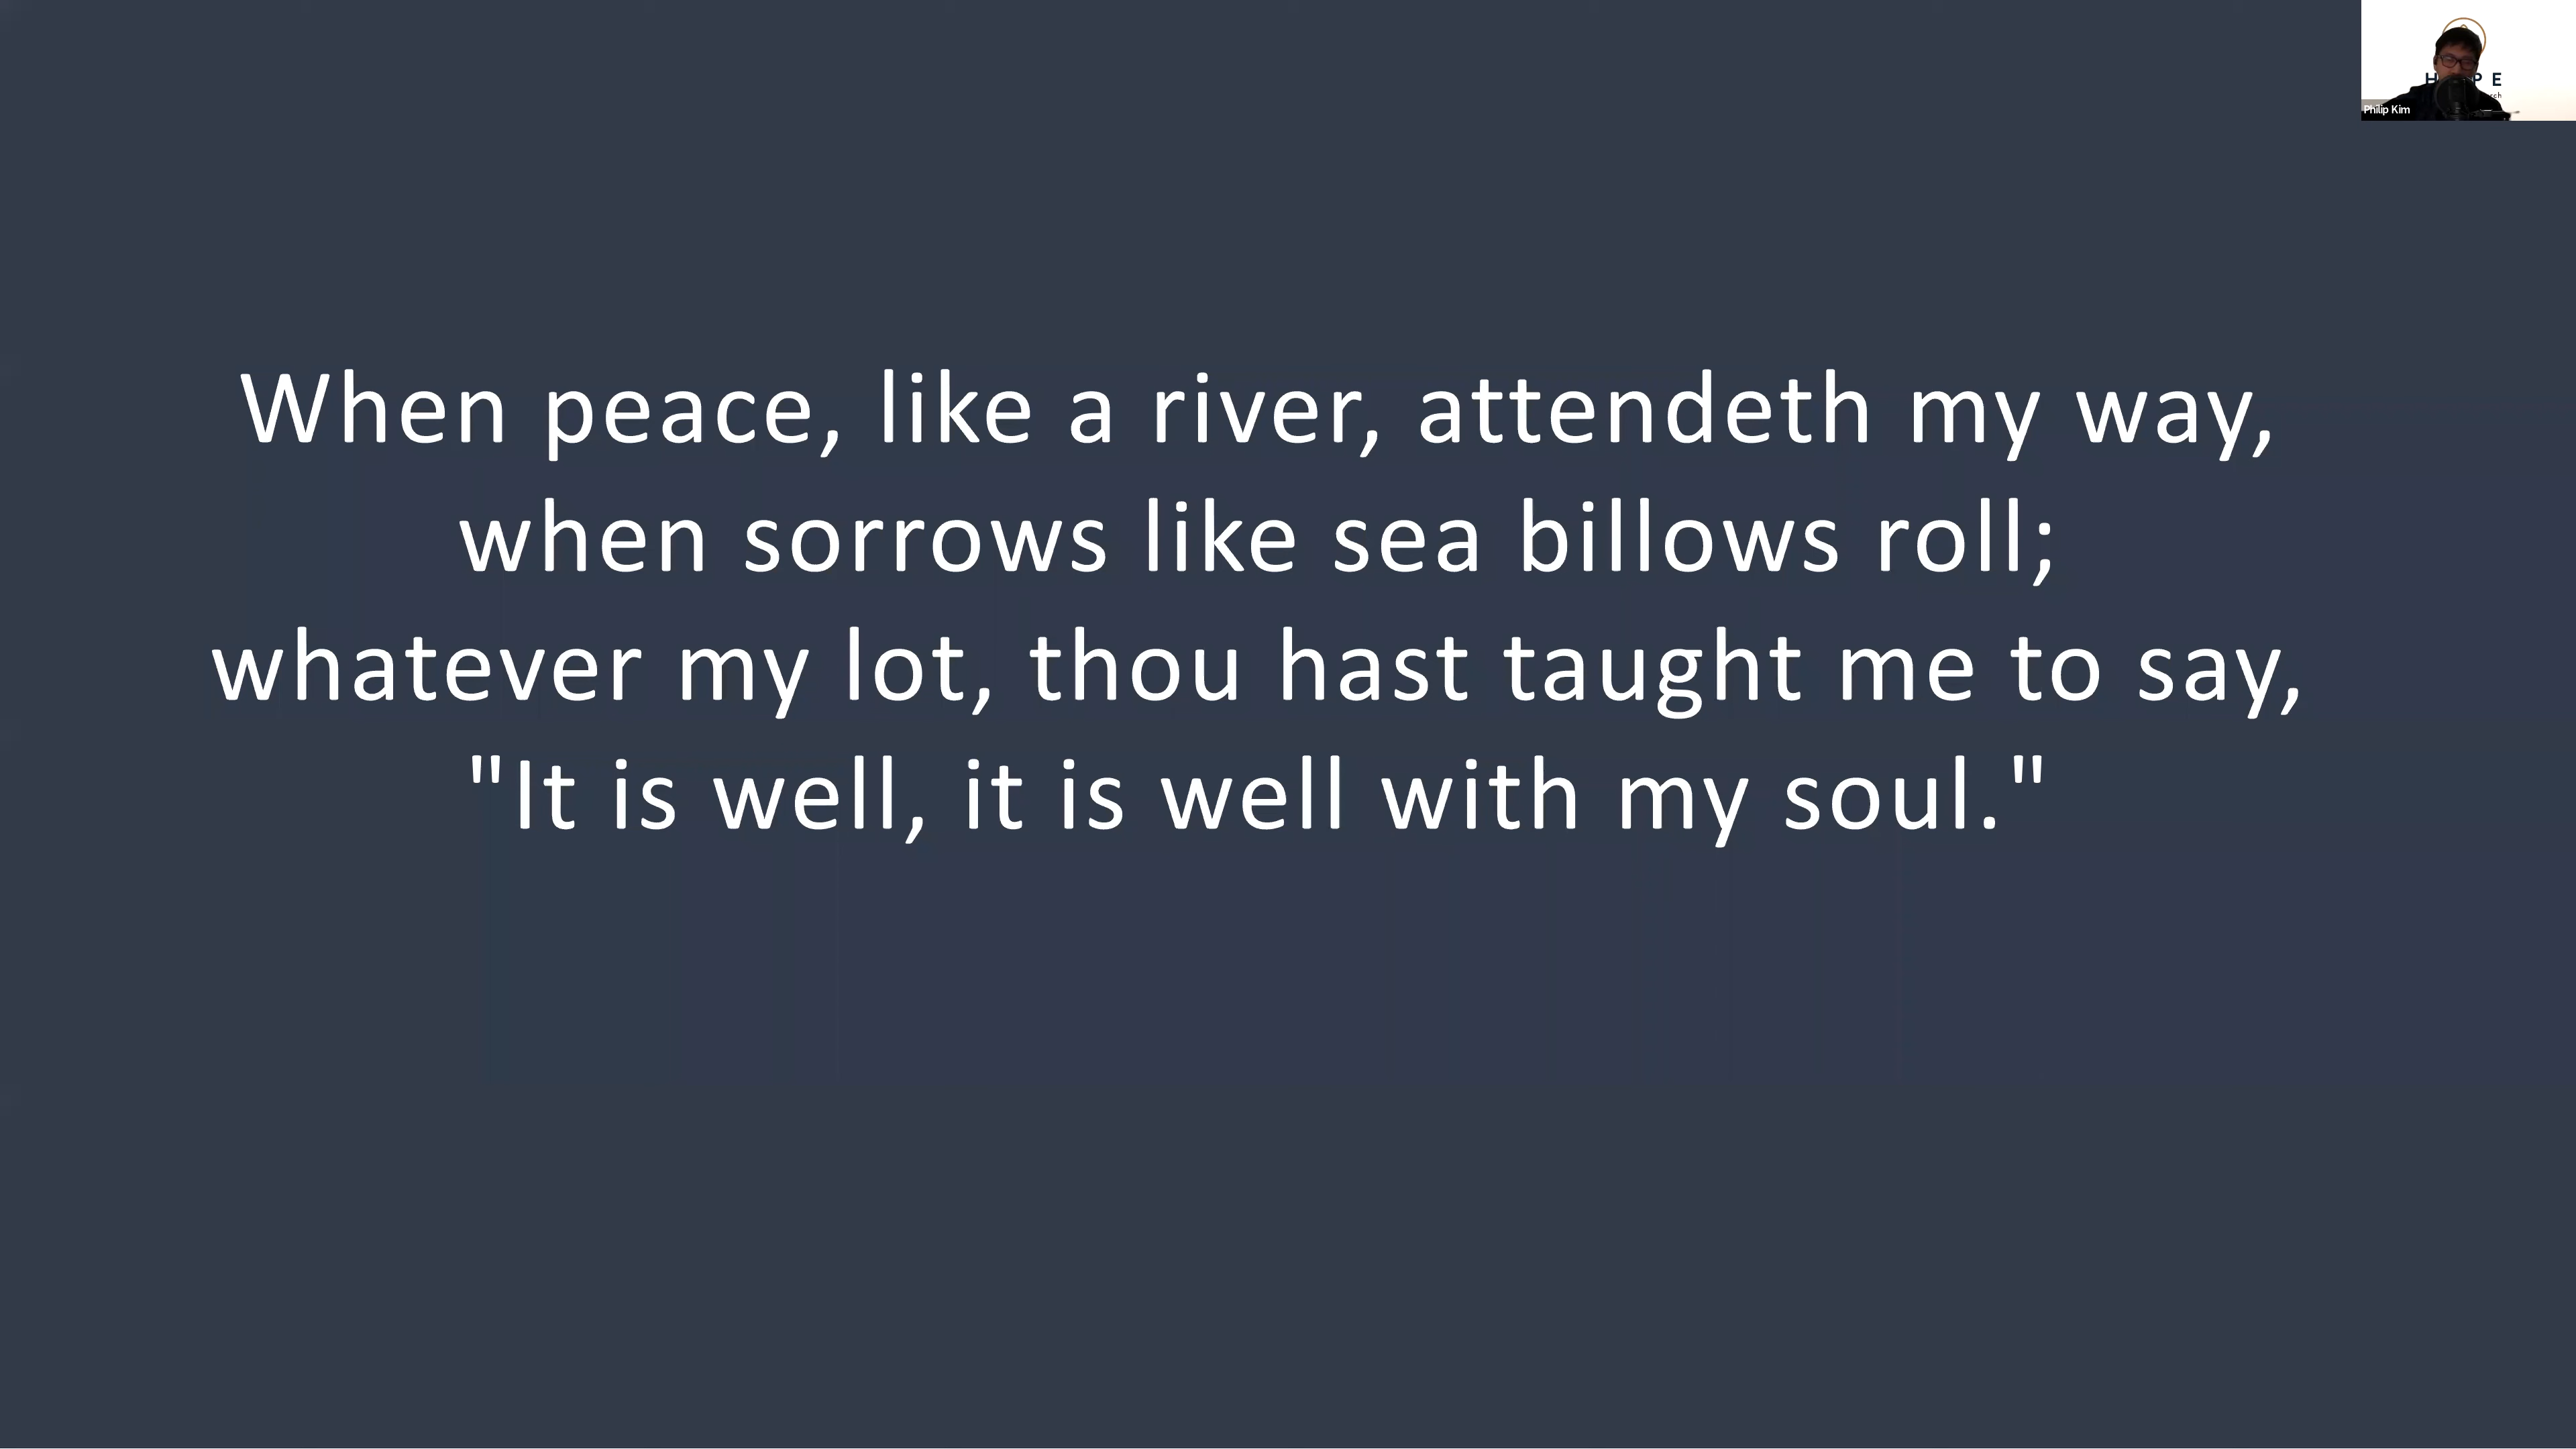 When peace, like a river, attendeth my way,
when sorrows like sea billows roll;
whatever my lot, thou hast taught me to say,
"It is well, it is well with my soul."
Philip Kim